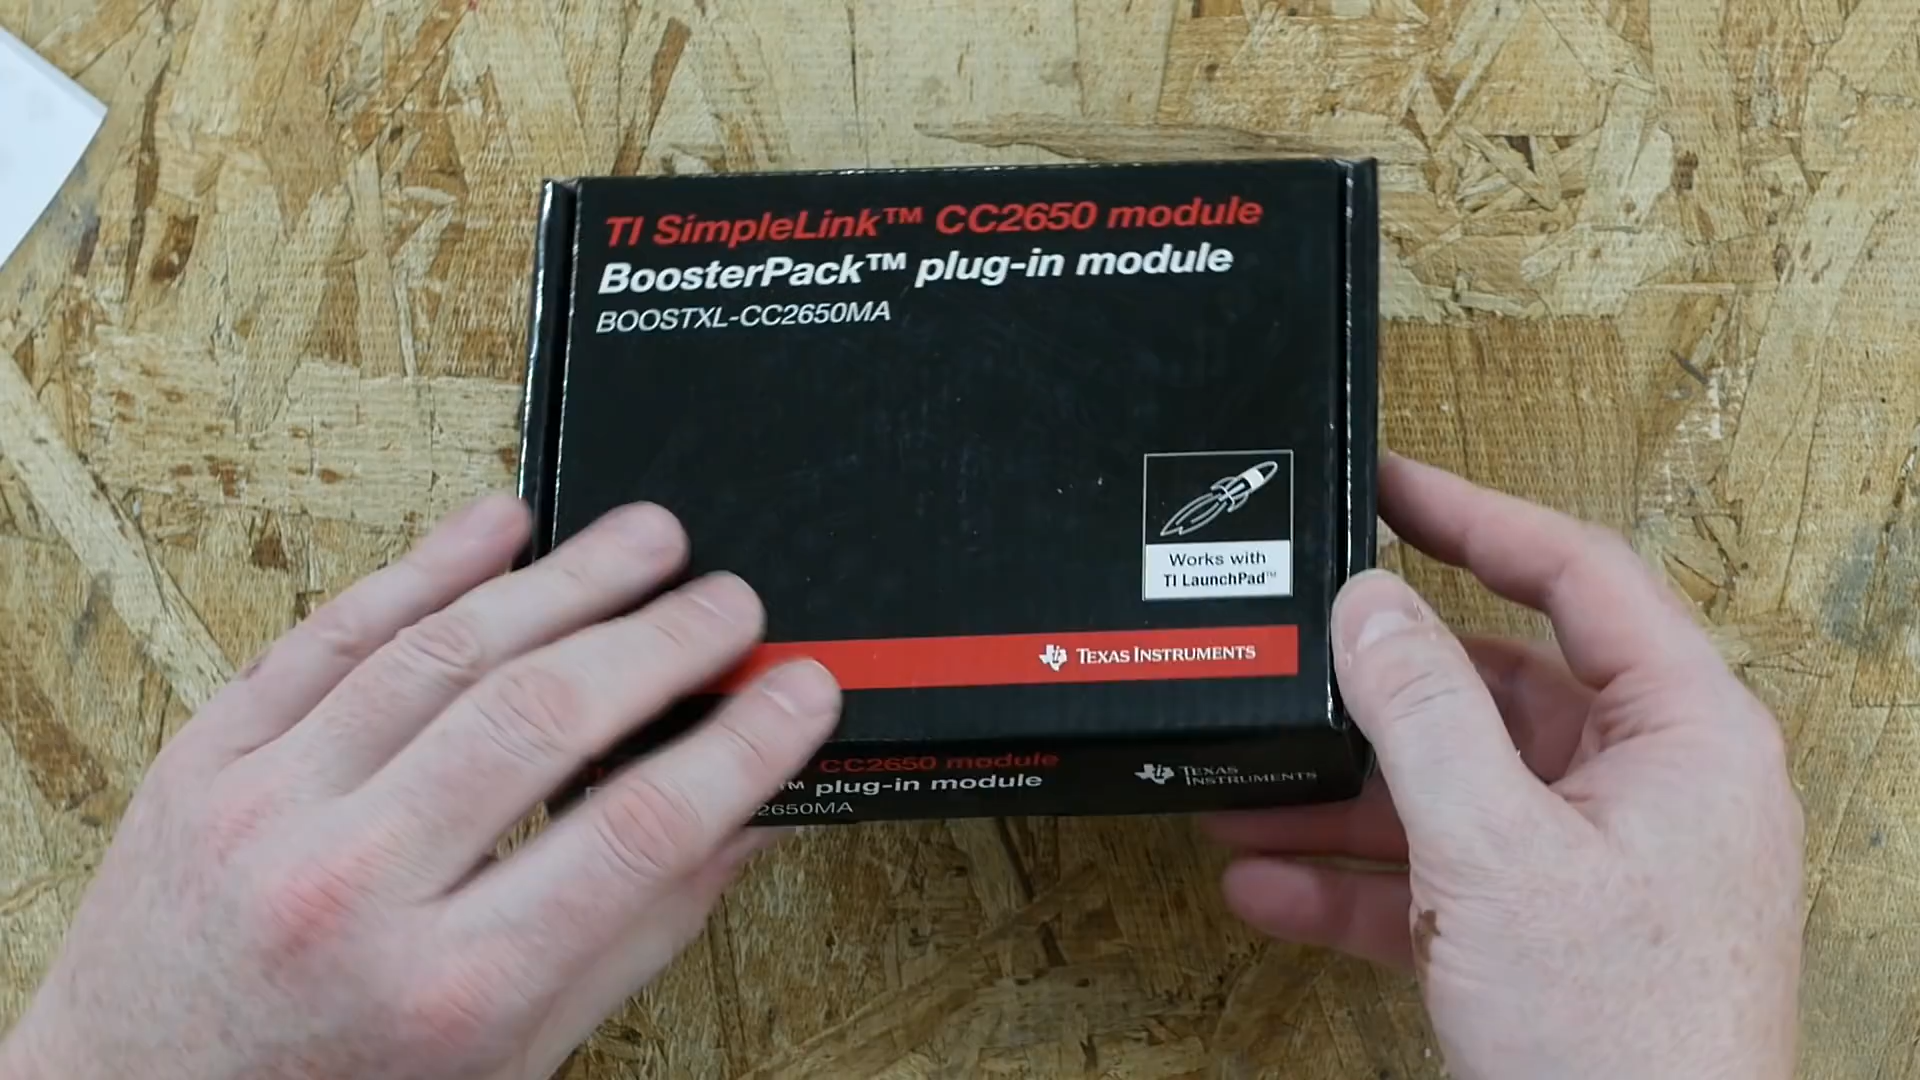 TI SimpleLink™ CC2650 module
BoosterPack™ plug-in module
BOOSTXL-CC2650MA
Works with
TI LaunchPad™
TEXAS INSTRUMENTS
CC2650 module
™ plug-in module
2650MA
TEXAS
INSTRUMENTS